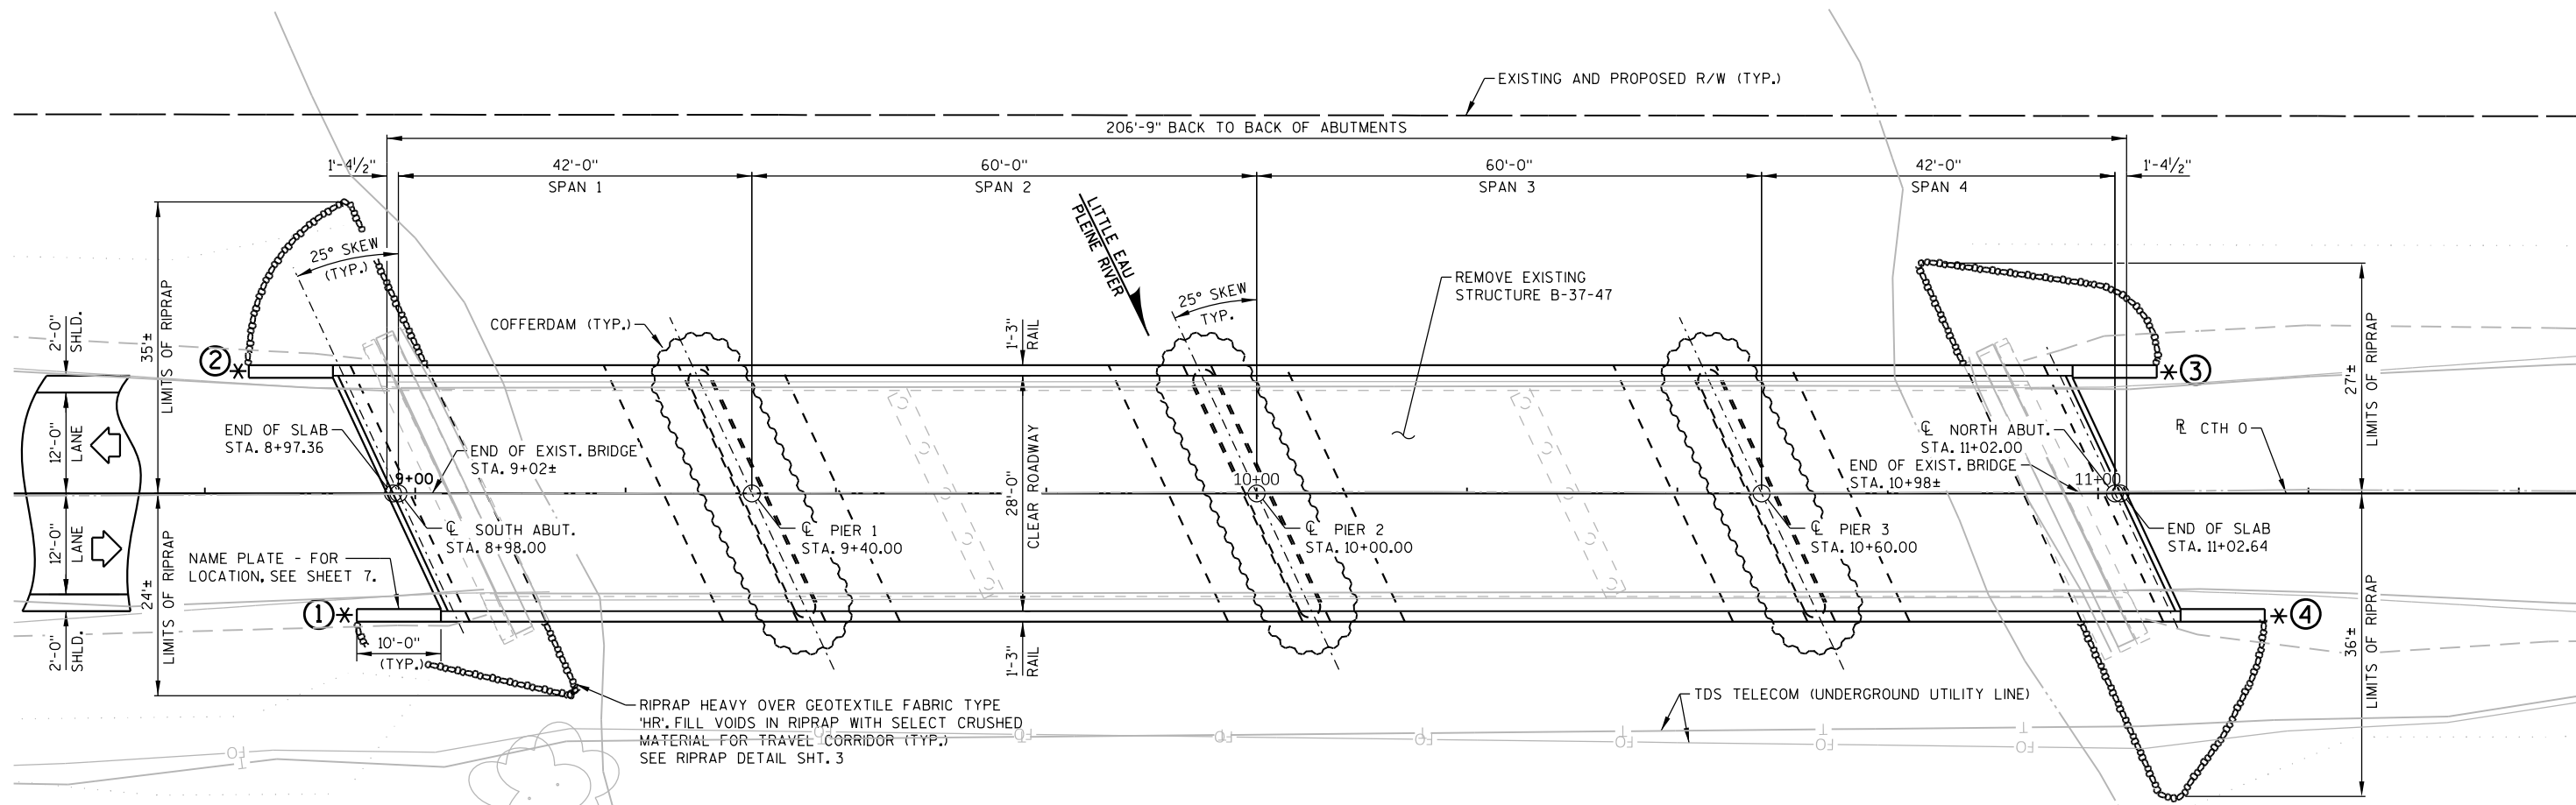 EXISTING AND PROPOSED R/W (TYP.)
206'-9" BACK TO BACK OF ABUTMENTS
1'-4½"
42'-0"
SPAN 1
60'-0"
SPAN 2
60'-0"
SPAN 3
42'-0"
SPAN 4
1'-4½"
25° SKEW
(TYP.)
LITTLE EAU
PLEINE RIVER
25° SKEW
TYP.
REMOVE EXISTING
STRUCTURE B-37-47
COFFERDAM (TYP.)
2'-0"
SHLD.
35'±
LIMITS OF RIPRAP
1'-3"
RAIL
27'±
LIMITS OF RIPRAP
2
*
* 3
12'-0"
LANE
END OF SLAB
STA. 8+97.36
END OF EXIST. BRIDGE
STA. 9+02±
9+00
10+00
℄ NORTH ABUT.
STA. 11+02.00
END OF EXIST. BRIDGE
STA. 10+98±
11+00
R CTH O
28'-0"
CLEAR ROADWAY
12'-0"
LANE
℄ SOUTH ABUT.
STA. 8+98.00
℄ PIER 1
STA. 9+40.00
℄ PIER 2
STA. 10+00.00
℄ PIER 3
STA. 10+60.00
END OF SLAB
STA. 11+02.64
NAME PLATE - FOR
LOCATION, SEE SHEET 7.
24'±
LIMITS OF RIPRAP
1 *
* 4
2'-0"
SHLD.
10'-0"
(TYP.)
1'-3"
RAIL
36'±
LIMITS OF RIPRAP
RIPRAP HEAVY OVER GEOTEXTILE FABRIC TYPE
'HR'. FILL VOIDS IN RIPRAP WITH SELECT CRUSHED
MATERIAL FOR TRAVEL CORRIDOR (TYP.)
SEE RIPRAP DETAIL SHT. 3
TDS TELECOM (UNDERGROUND UTILITY LINE)
FO
T
FO
T
FO
T
FO
T
FO
T
FO
T
FO
T
FO
T